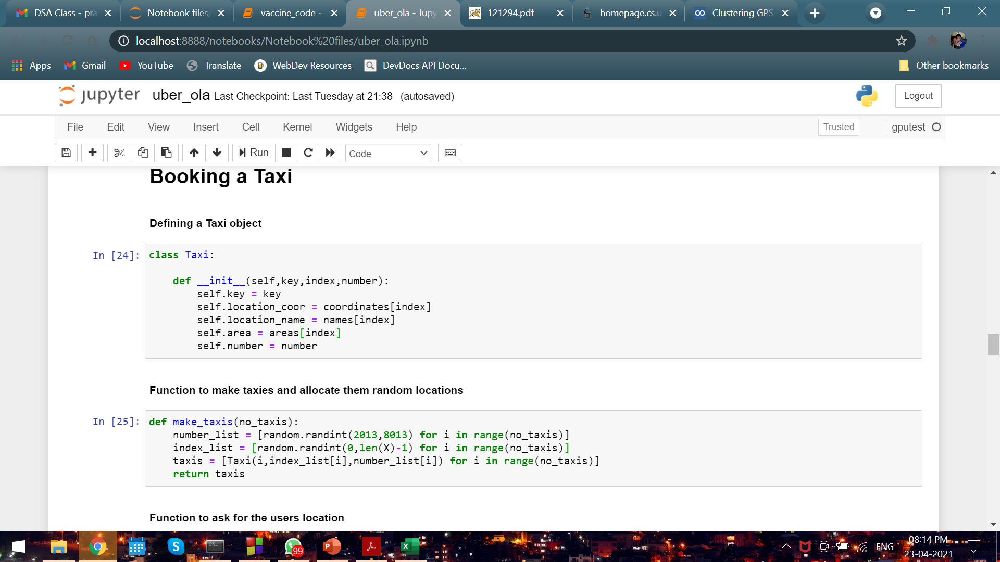 DSA Class - pra
Notebook files/
vaccine_code -
uber_ola - Jupy
121294.pdf
homepage.cs.u
Clustering GPS
localhost:8888/notebooks/Notebook%20files/uber_ola.ipynb
Apps
Gmail
YouTube
Translate
WebDev Resources
DevDocs API Docu...
Other bookmarks
jupyter uber_ola Last Checkpoint: Last Tuesday at 21:38 (autosaved)
Logout
File Edit View Insert Cell Kernel Widgets Help
Trusted
gputest
Run
Code
Booking a Taxi
Defining a Taxi object
In [24]:
class Taxi:
    def __init__(self,key,index,number):
        self.key = key
        self.location_coor = coordinates[index]
        self.location_name = names[index]
        self.area = areas[index]
        self.number = number
Function to make taxies and allocate them random locations
In [25]:
def make_taxis(no_taxis):
    number_list = [random.randint(2013,8013) for i in range(no_taxis)]
    index_list = [random.randint(0,len(X)-1) for i in range(no_taxis)]
    taxis = [Taxi(i,index_list[i],number_list[i]) for i in range(no_taxis)]
    return taxis
Function to ask for the users location
99
ENG
08:14 PM
23-04-2021